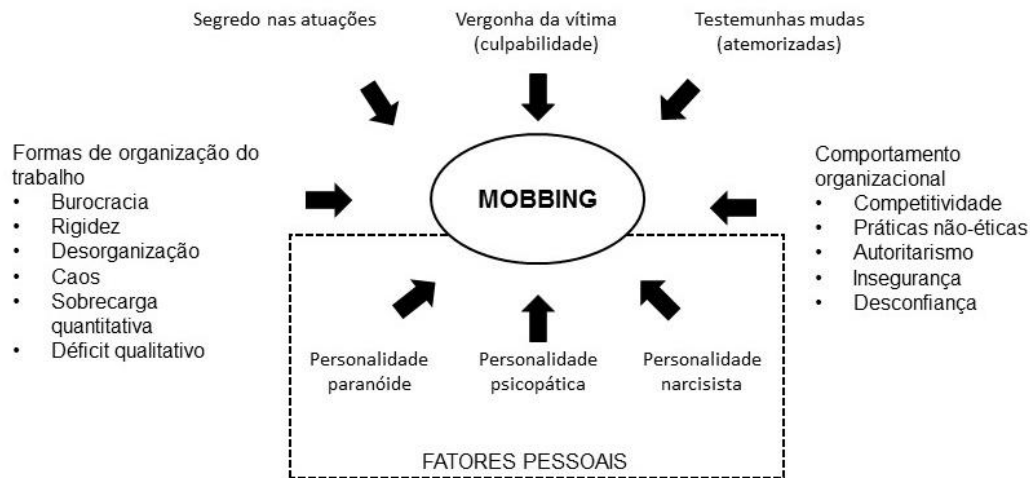 Segredo nas atuações
Vergonha da vítima
(culpabilidade)
Testemunhas mudas
(atemorizadas)
Formas de organização do
trabalho
• Burocracia
• Rigidez
• Desorganização
• Caos
• Sobrecarga
quantitativa
• Déficit qualitativo
MOBBING
Comportamento
organizacional
• Competitividade
• Práticas não-éticas
• Autoritarismo
• Insegurança
• Desconfiança
Personalidade
paranóide
Personalidade
psicopática
Personalidade
narcisista
FATORES PESSOAIS